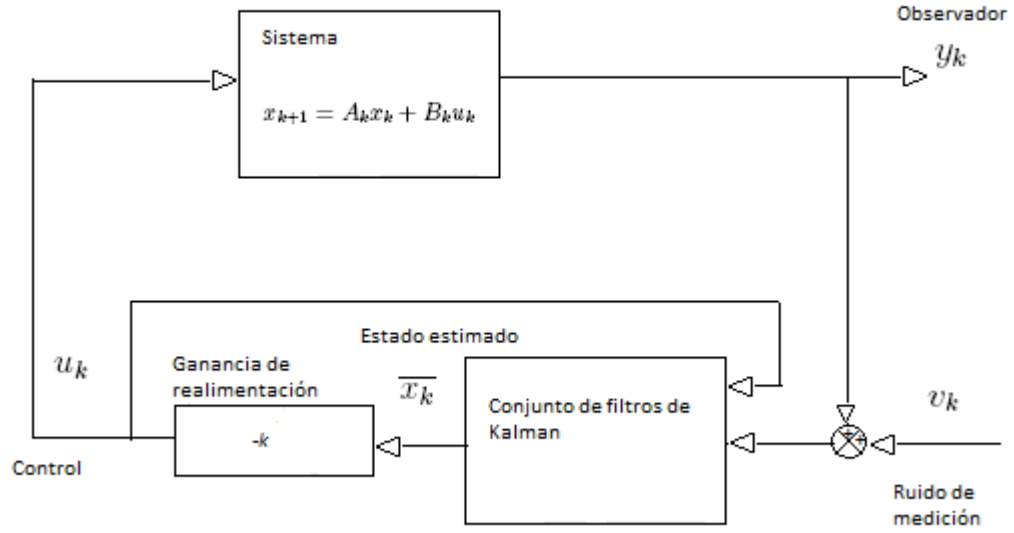 Observador
Sistema
y_k
x_{k+1} = A_k x_k + B_k u_k
Estado estimado
u_k
Ganancia de
realimentación
\overline{x_k}
Conjunto de filtros de
Kalman
v_k
-k
+
+
Control
Ruido de
medición